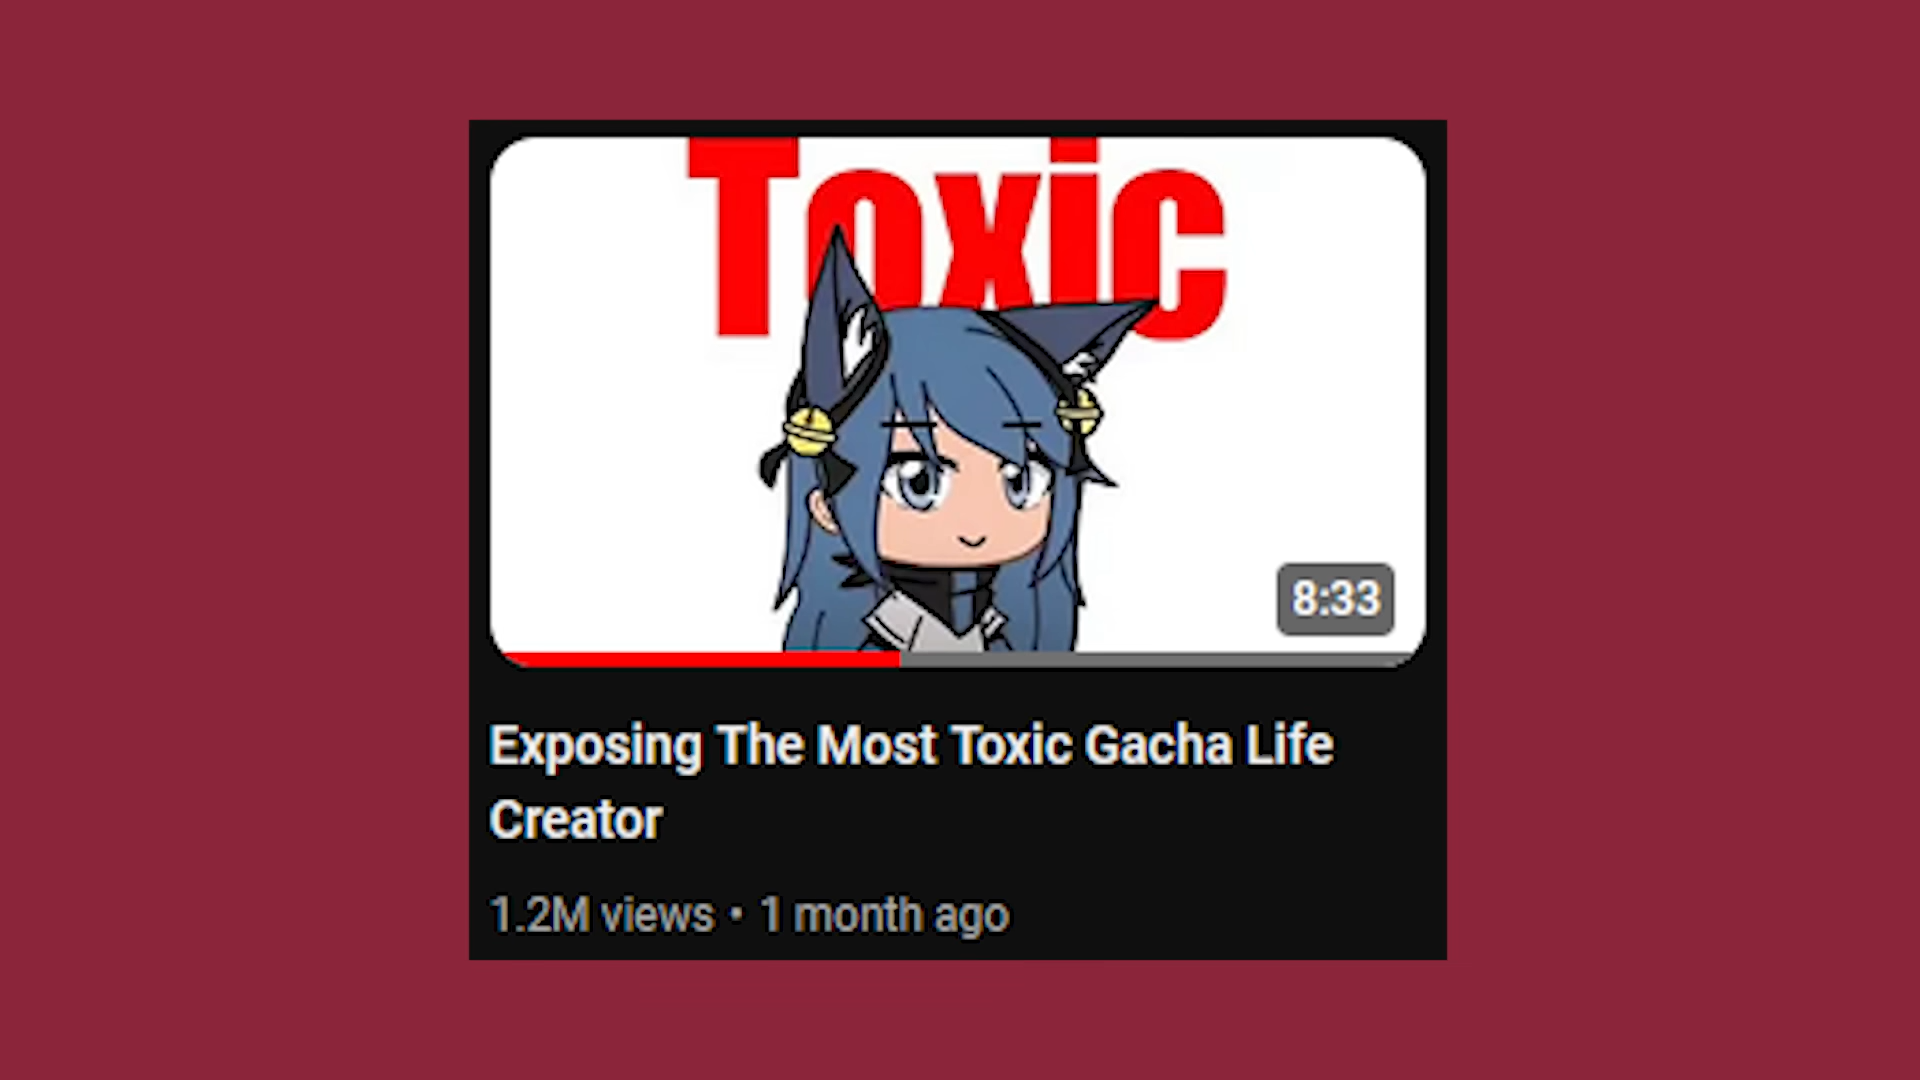 Toxic
8:33
Exposing The Most Toxic Gacha Life
Creator
1.2M views • 1 month ago